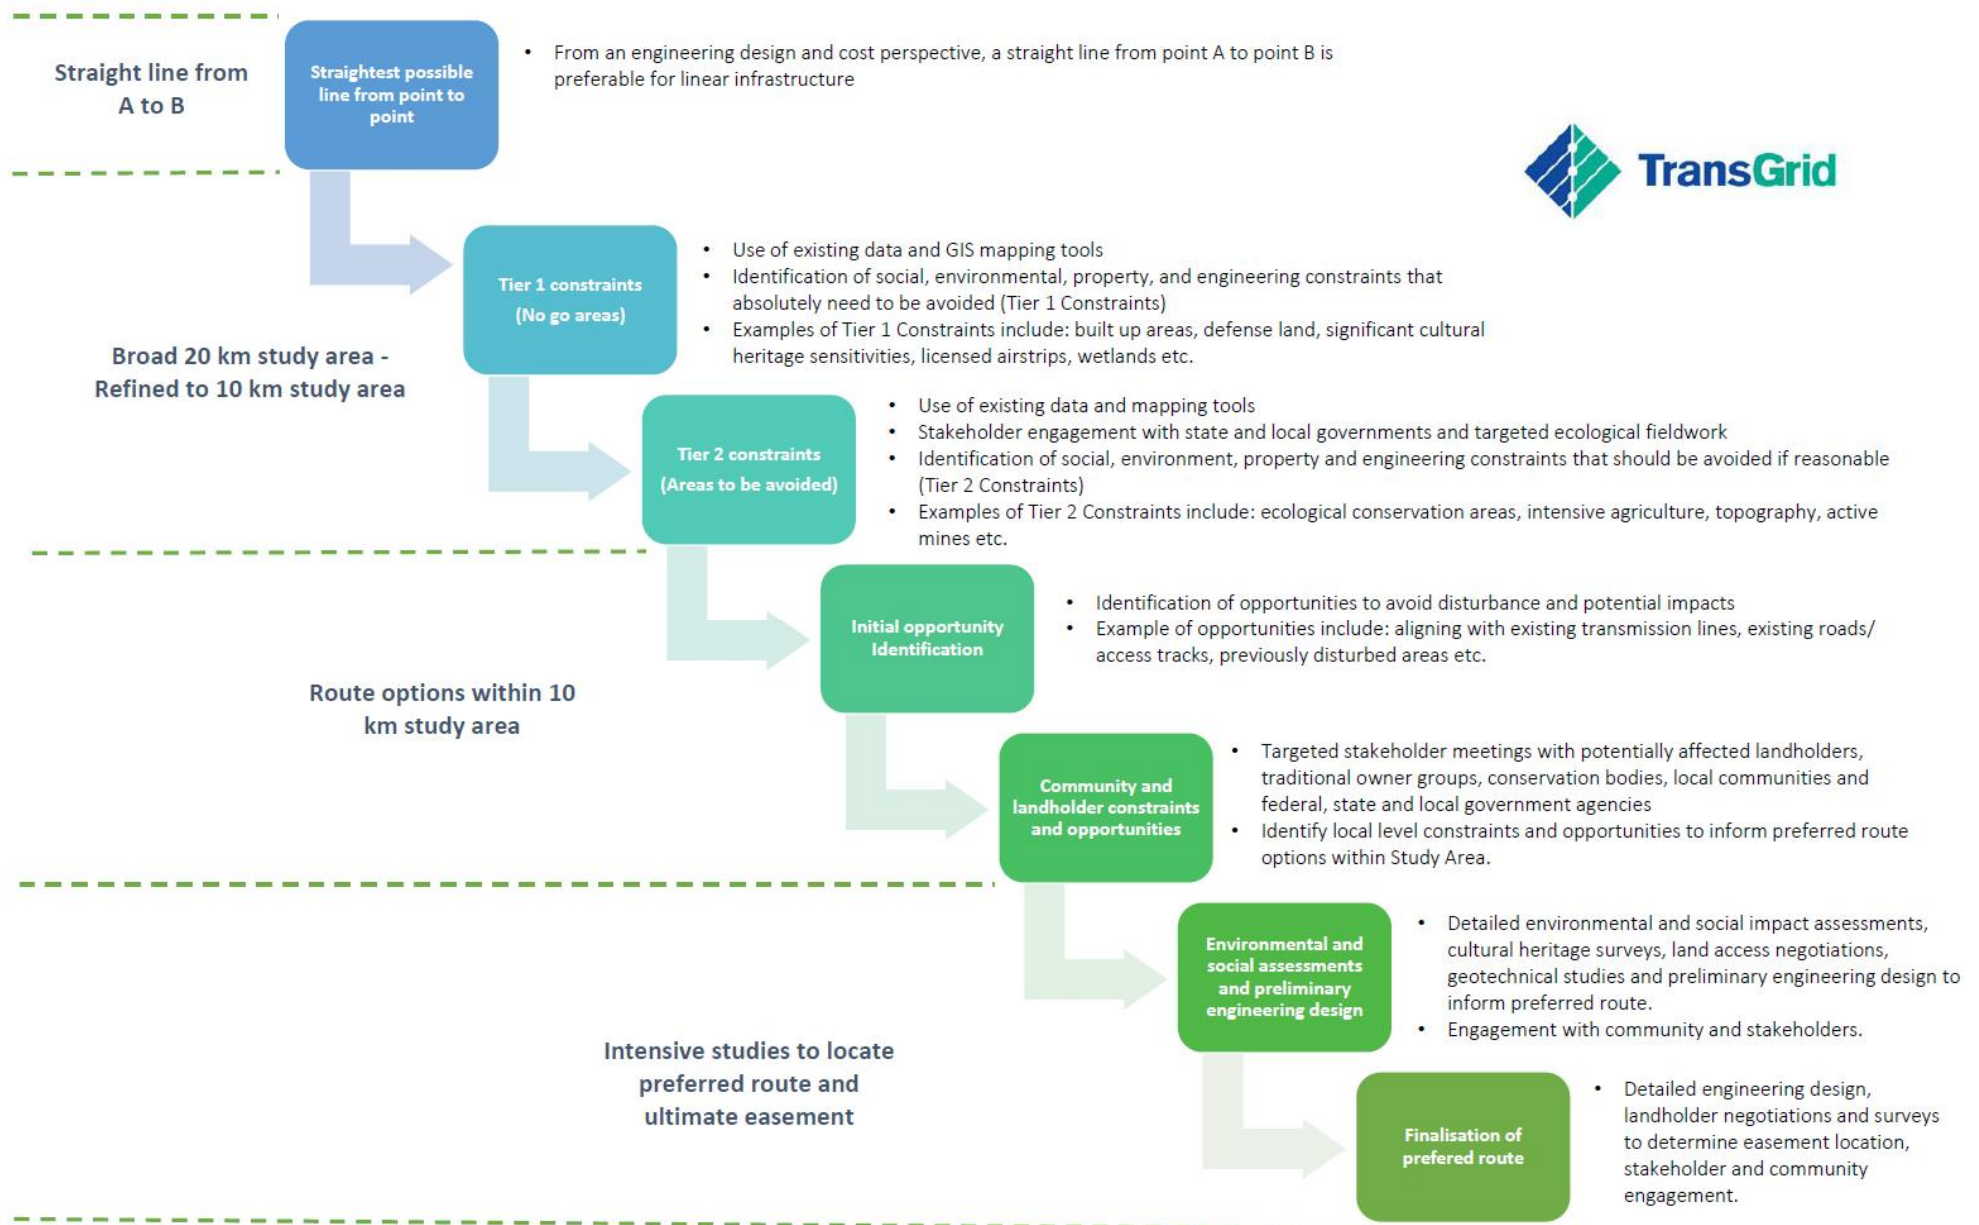 Straight line from
A to B
Straightest possible
line from point to
point
• From an engineering design and cost perspective, a straight line from point A to point B is
preferable for linear infrastructure
TransGrid
Broad 20 km study area -
Refined to 10 km study area
Tier 1 constraints
(No go areas)
• Use of existing data and GIS mapping tools
• Identification of social, environmental, property, and engineering constraints that
absolutely need to be avoided (Tier 1 Constraints)
• Examples of Tier 1 Constraints include: built up areas, defense land, significant cultural
heritage sensitivities, licensed airstrips, wetlands etc.
Tier 2 constraints
(Areas to be avoided)
• Use of existing data and mapping tools
• Stakeholder engagement with state and local governments and targeted ecological fieldwork
• Identification of social, environment, property and engineering constraints that should be avoided if reasonable
(Tier 2 Constraints)
• Examples of Tier 2 Constraints include: ecological conservation areas, intensive agriculture, topography, active
mines etc.
Route options within 10
km study area
Initial opportunity
Identification
• Identification of opportunities to avoid disturbance and potential impacts
• Example of opportunities include: aligning with existing transmission lines, existing roads/
access tracks, previously disturbed areas etc.
Community and
landholder constraints
and opportunities
• Targeted stakeholder meetings with potentially affected landholders,
traditional owner groups, conservation bodies, local communities and
federal, state and local government agencies
• Identify local level constraints and opportunities to inform preferred route
options within Study Area.
Intensive studies to locate
preferred route and
ultimate easement
Environmental and
social assessments
and preliminary
engineering design
• Detailed environmental and social impact assessments,
cultural heritage surveys, land access negotiations,
geotechnical studies and preliminary engineering design to
inform preferred route.
• Engagement with community and stakeholders.
Finalisation of
prefered route
• Detailed engineering design,
landholder negotiations and surveys
to determine easement location,
stakeholder and community
engagement.